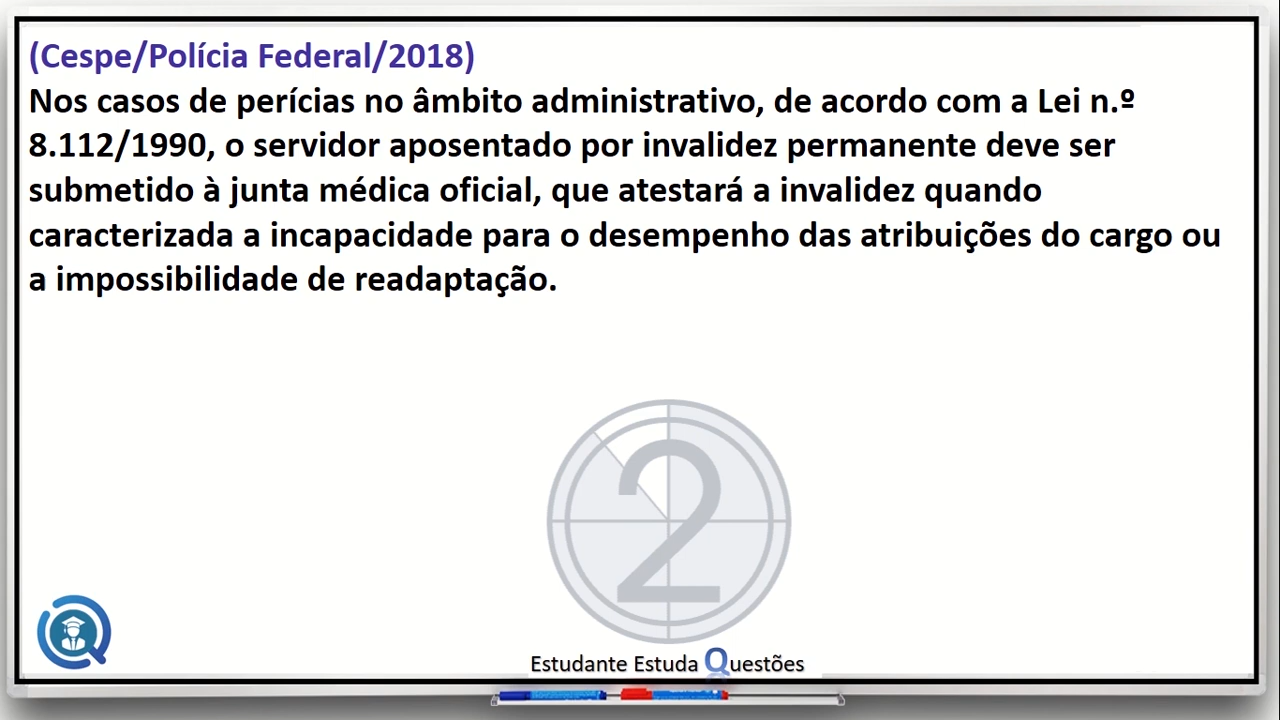 (Cespe/Polícia Federal/2018)
Nos casos de perícias no âmbito administrativo, de acordo com a Lei n.º
8.112/1990, o servidor aposentado por invalidez permanente deve ser
submetido à junta médica oficial, que atestará a invalidez quando
caracterizada a incapacidade para o desempenho das atribuições do cargo ou
a impossibilidade de readaptação.
2
Estudante Estuda Questões